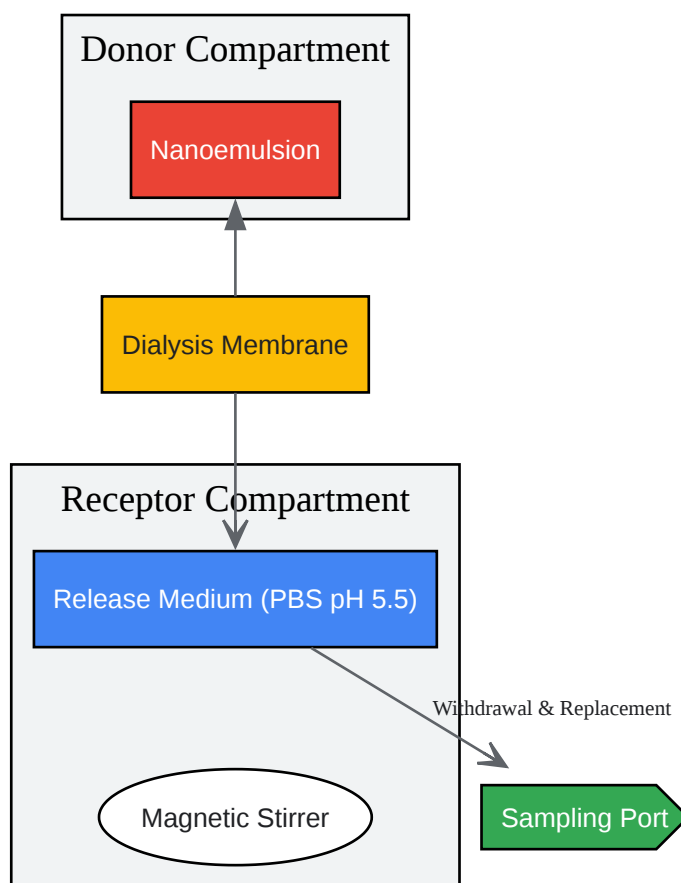 Donor Compartment
Nanoemulsion
Dialysis Membrane
Receptor Compartment
Release Medium (PBS pH 5.5)
Withdrawal & Replacement
Magnetic Stirrer
Sampling Port